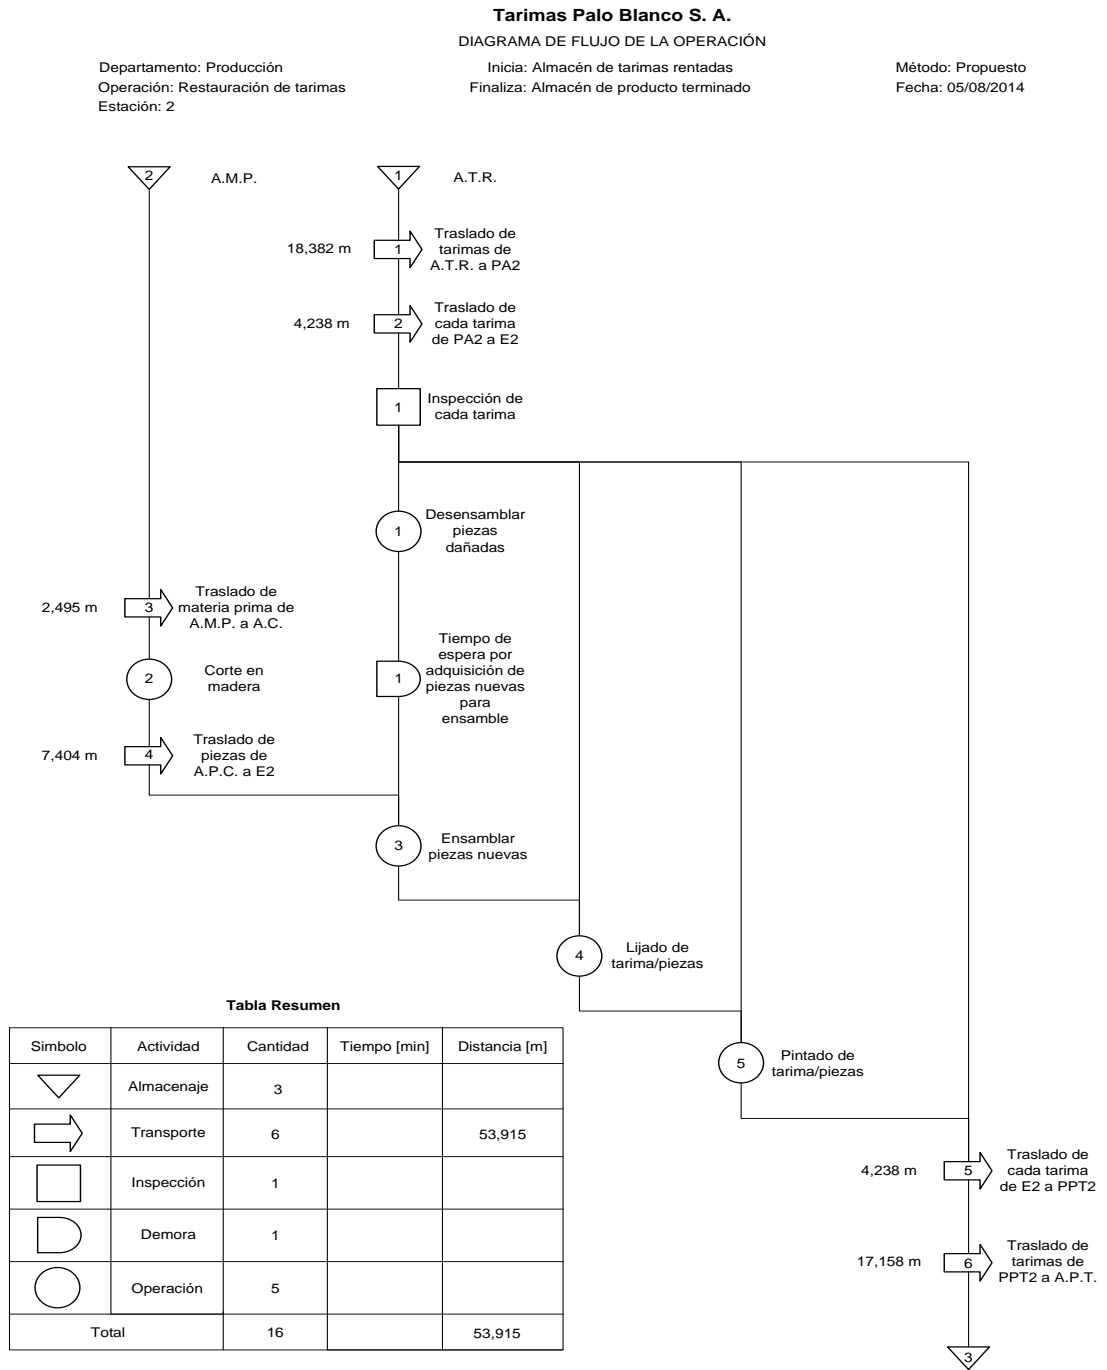 Tarimas Palo Blanco S. A.
DIAGRAMA DE FLUJO DE LA OPERACIÓN
Departamento: Producción
Operación: Restauración de tarimas
Estación: 2
Inicia: Almacén de tarimas rentadas
Finaliza: Almacén de producto terminado
Método: Propuesto
Fecha: 05/08/2014
2
A.M.P.
1
A.T.R.
18,382 m
1
Traslado de
tarimas de
A.T.R. a PA2
4,238 m
2
Traslado de
cada tarima
de PA2 a E2
1
Inspección de
cada tarima
1
Desensamblar
piezas
dañadas
2,495 m
3
Traslado de
materia prima de
A.M.P. a A.C.
2
Corte en
madera
1
Tiempo de
espera por
adquisición de
piezas nuevas
para
ensamble
7,404 m
4
Traslado de
piezas de
A.P.C. a E2
3
Ensamblar
piezas nuevas
4
Lijado de
tarima/piezas
5
Pintado de
tarima/piezas
4,238 m
5
Traslado de
cada tarima
de E2 a PPT2
17,158 m
6
Traslado de
tarimas de
PPT2 a A.P.T.
3
Tabla Resumen
Simbolo Actividad Cantidad Tiempo [min] Distancia [m]
Almacenaje 3
Transporte 6 53,915
Inspección 1
Demora 1
Operación 5
Total 16 53,915